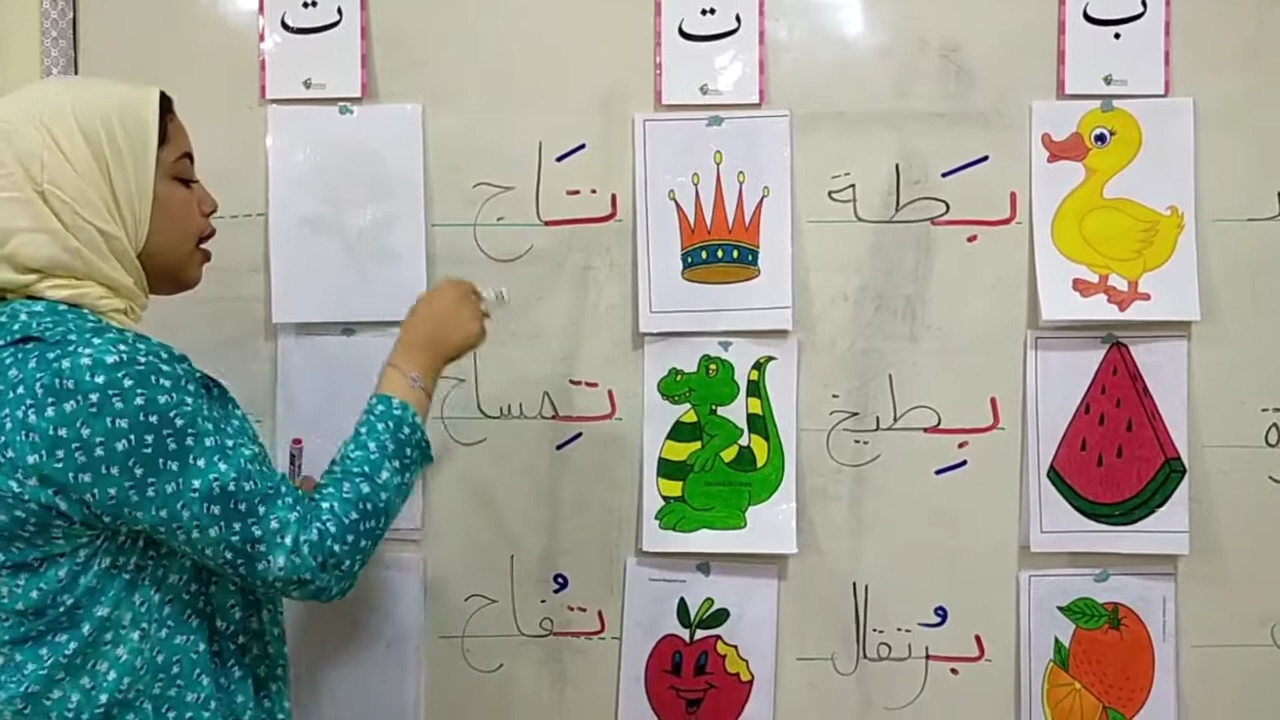 ب ت
بَطة تَاج
بِطيخ تِمساح
بُرتقال تُفاح